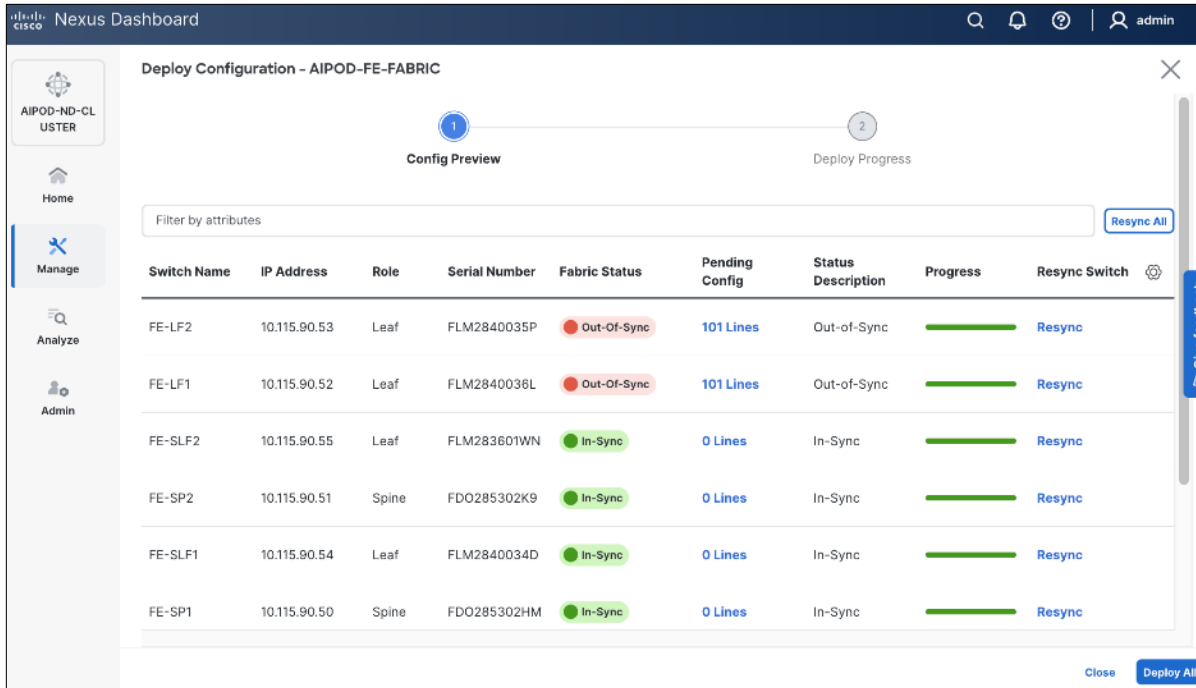 cisco Nexus Dashboard
admin
AIPOD-ND-CL
USTER
Home
Manage
Analyze
Admin
Deploy Configuration - AIPOD-FE-FABRIC
1
2
Config Preview
Deploy Progress
Filter by attributes
Resync All
Switch Name IP Address Role Serial Number Fabric Status Pending Config Status Description Progress Resync Switch
FE-LF2 10.115.90.53 Leaf FLM2840035P Out-Of-Sync 101 Lines Out-of-Sync Resync
FE-LF1 10.115.90.52 Leaf FLM2840036L Out-Of-Sync 101 Lines Out-of-Sync Resync
FE-SLF2 10.115.90.55 Leaf FLM283601WN In-Sync 0 Lines In-Sync Resync
FE-SP2 10.115.90.51 Spine FDO285302K9 In-Sync 0 Lines In-Sync Resync
FE-SLF1 10.115.90.54 Leaf FLM2840034D In-Sync 0 Lines In-Sync Resync
FE-SP1 10.115.90.50 Spine FDO285302HM In-Sync 0 Lines In-Sync Resync
Close Deploy All